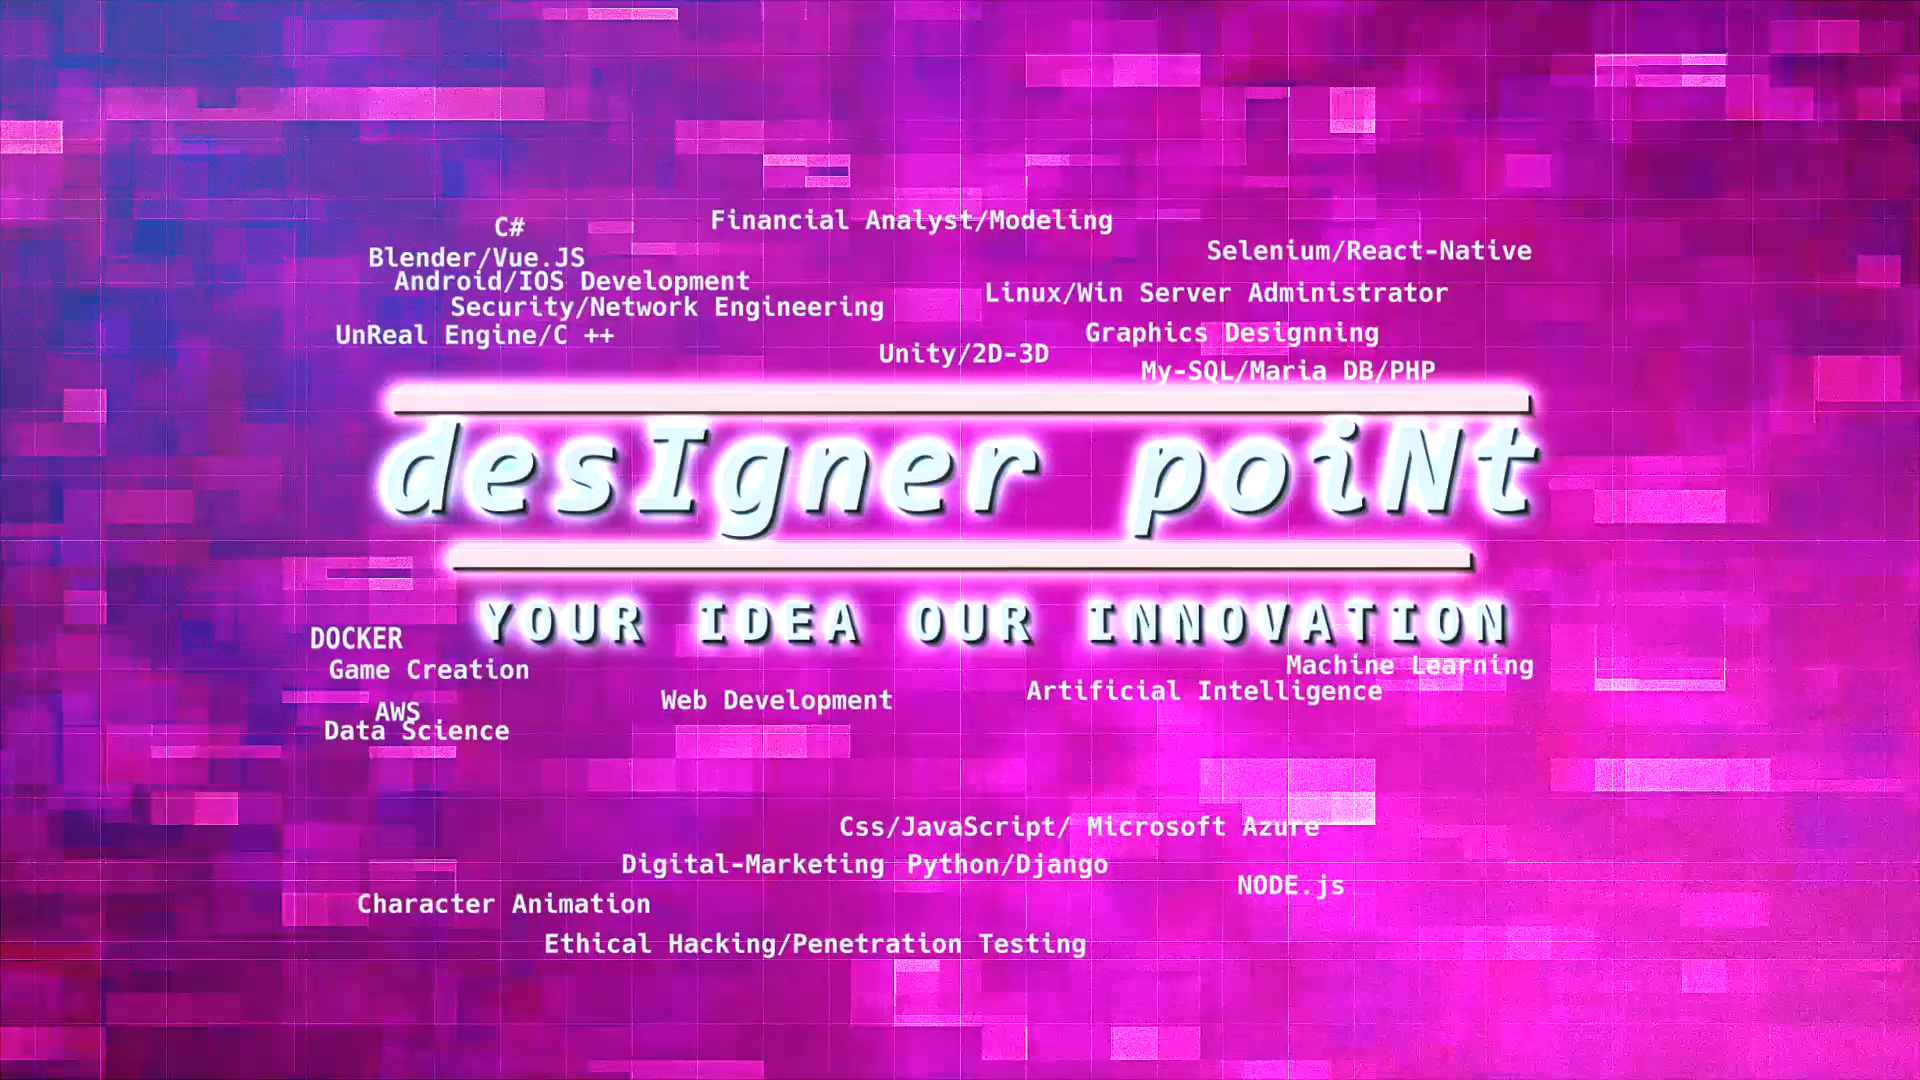 Financial Analyst/Modeling
C#
Selenium/React-Native
Blender/Vue.JS
Android/IOS Development
Linux/Win Server Administrator
Security/Network Engineering
UnReal Engine/C ++
Graphics Designning
Unity/2D-3D
My-SQL/Maria DB/PHP
desIgner poiNt
YOUR IDEA OUR INNOVATION
DOCKER
Game Creation
Machine Learning
Artificial Intelligence
Web Development
AWS
Data Science
Css/JavaScript/ Microsoft Azure
Digital-Marketing Python/Django
NODE.js
Character Animation
Ethical Hacking/Penetration Testing